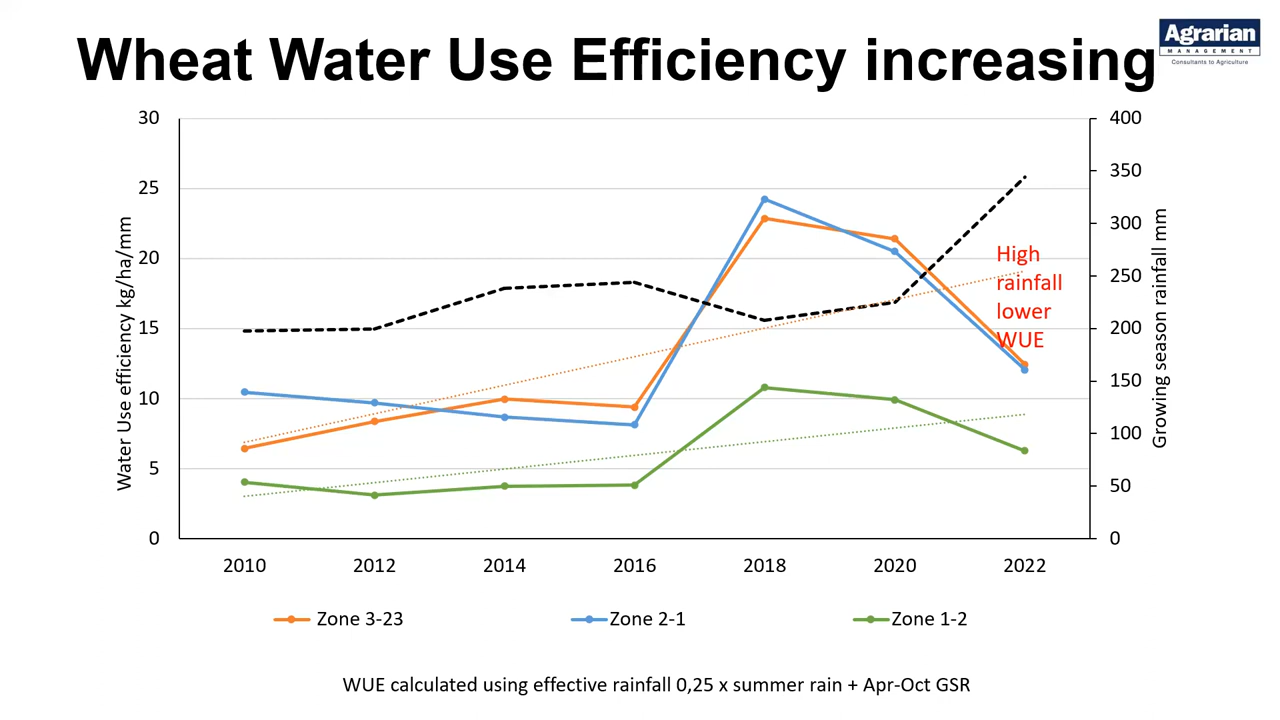 Wheat Water Use Efficiency increasing
Agrarian
MANAGEMENT
Consultants to Agriculture
30
25
20
15
10
5
0
Water Use efficiency kg/ha/mm
400
350
300
250
200
150
100
50
0
Growing season rainfall mm
High
rainfall
lower
WUE
2010 2012 2014 2016 2018 2020 2022
Zone 3-23 Zone 2-1 Zone 1-2
WUE calculated using effective rainfall 0,25 x summer rain + Apr-Oct GSR